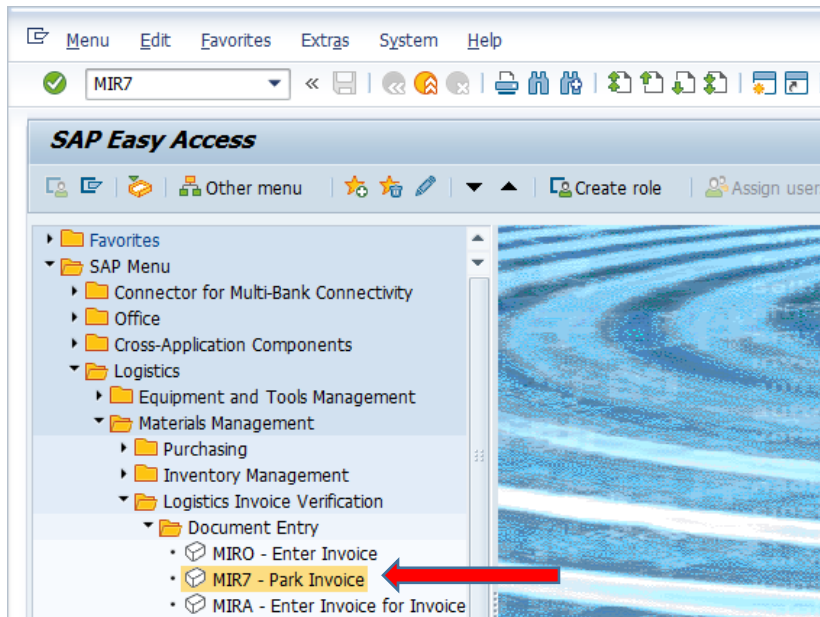 Menu Edit Favorites Extras System Help
MIR7
SAP Easy Access
Other menu Create role Assign user
Favorites
SAP Menu
Connector for Multi-Bank Connectivity
Office
Cross-Application Components
Logistics
Equipment and Tools Management
Materials Management
Purchasing
Inventory Management
Logistics Invoice Verification
Document Entry
MIRO - Enter Invoice
MIR7 - Park Invoice
MIRA - Enter Invoice for Invoice